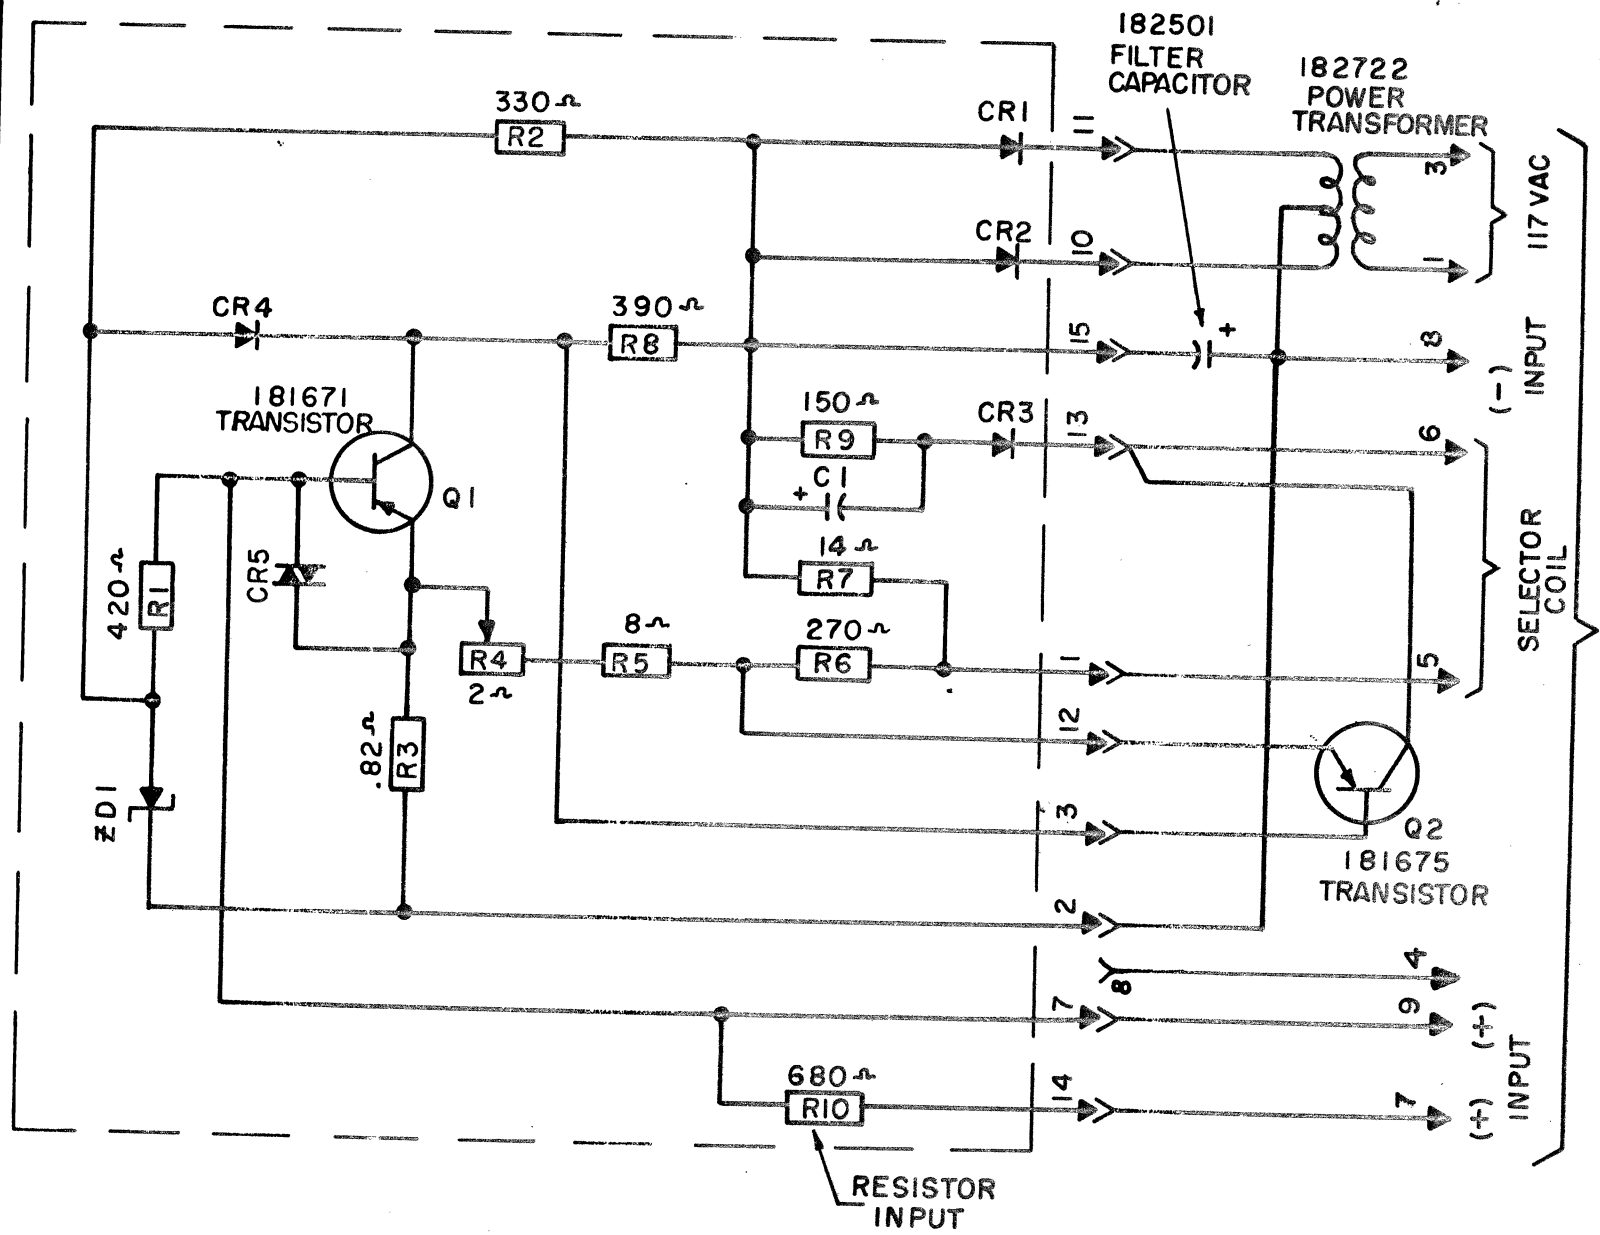 182501
FILTER
CAPACITOR
182722
POWER
TRANSFORMER
330Ω
R2
CR1
11
3
117 VAC
CR2
10
1
CR4
390Ω
R8
15
+
8
(-)
INPUT
181671
TRANSISTOR
150Ω
R9
CR3
13
6
C1
+
Q1
14Ω
R7
CR5
420Ω
R1
SELECTOR
COIL
8Ω
R5
270Ω
R6
1
5
R4
2Ω
12
.82Ω
R3
ZD1
3
Q2
181675
TRANSISTOR
2
8
4
7
9
(+)
INPUT
680Ω
R10
14
7
(+)
RESISTOR
INPUT